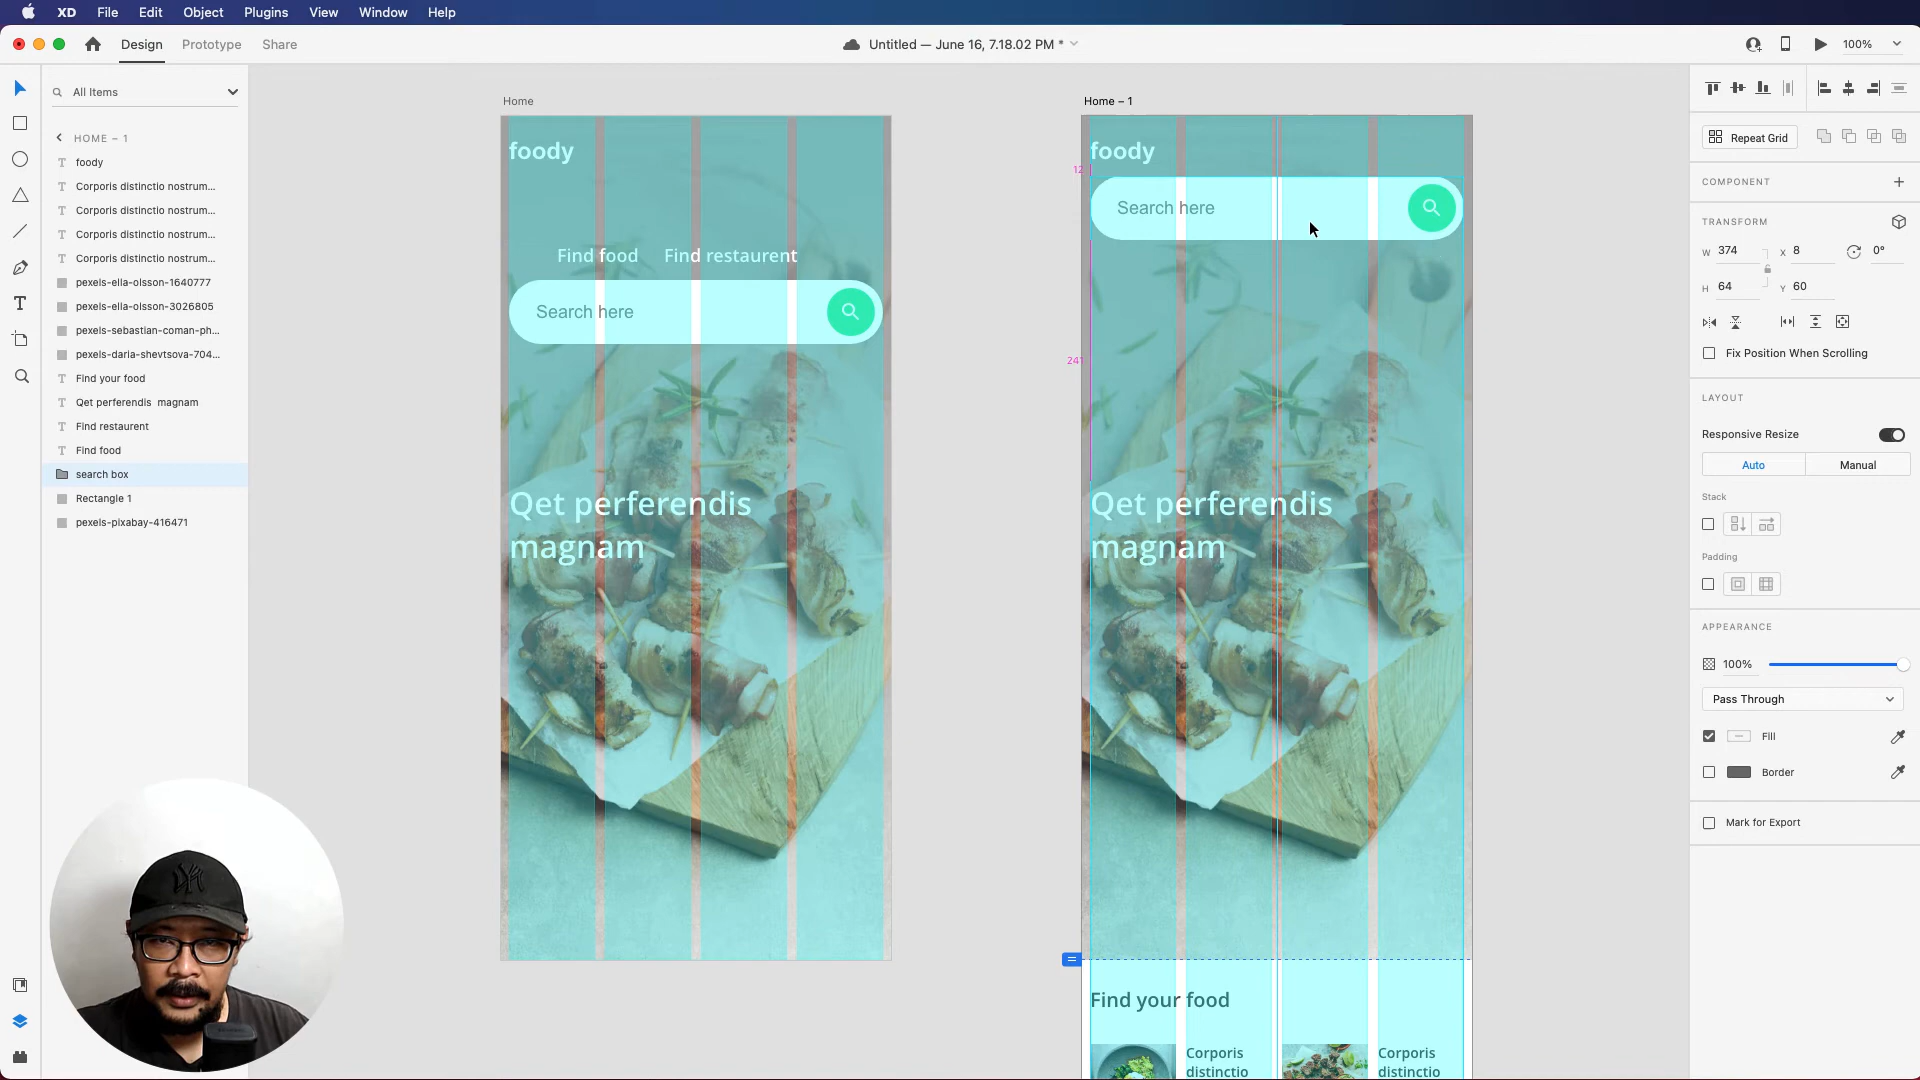 XD File Edit Object Plugins View Window Help
Design Prototype Share
Untitled — June 16, 7.18.02 PM *
100%
All Items
HOME – 1
foody
Corporis distinctio nostrum...
Corporis distinctio nostrum...
Corporis distinctio nostrum...
Corporis distinctio nostrum...
pexels-ella-olsson-1640777
pexels-ella-olsson-3026805
pexels-sebastian-coman-ph...
pexels-daria-shevtsova-704...
Find your food
Qet perferendis  magnam
Find restaurent
Find food
search box
Rectangle 1
pexels-pixabay-416471
Home
foody
Find food Find restaurent
Search here
Qet perferendis
magnam
Home – 1
foody
12
Search here
241
Qet perferendis
magnam
Find your food
Corporis
distinctio
Corporis
distinctio
Repeat Grid
COMPONENT
TRANSFORM
W 374 X 8 0°
H 64 Y 60
Fix Position When Scrolling
LAYOUT
Responsive Resize
Auto Manual
Stack
Padding
APPEARANCE
100%
Pass Through
Fill
Border
Mark for Export